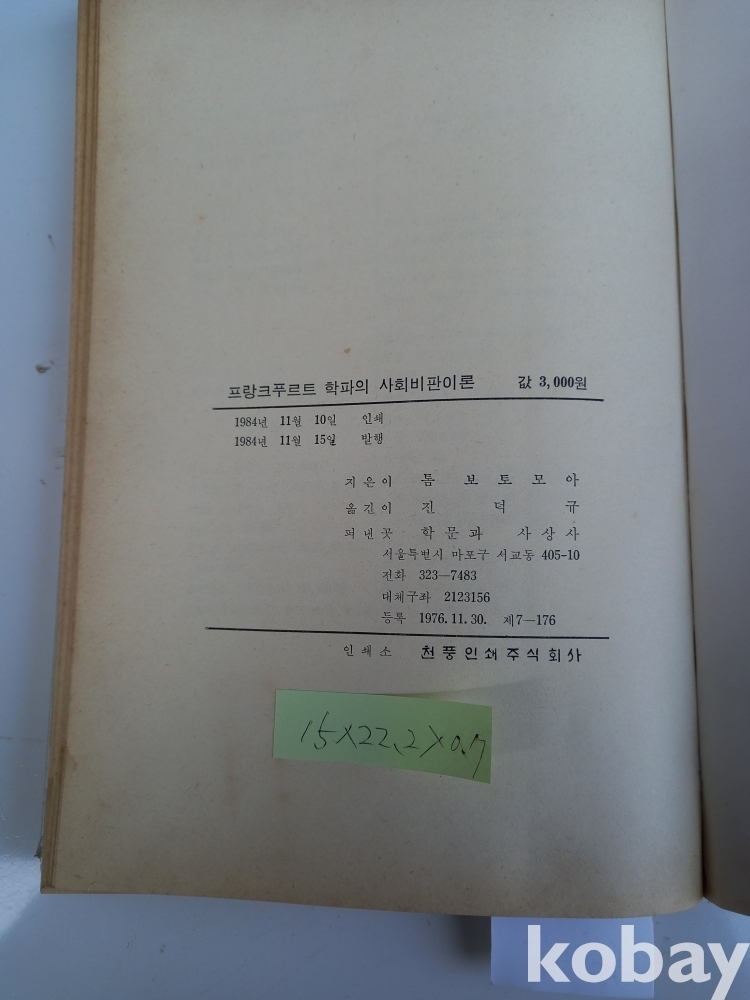 프랑크푸르트 학파의 사회비판이론 값 3,000원
1984년 11월 10일 인쇄
1984년 11월 15일 발행
지은이 톰 보토모아
옮긴이 진덕규
펴낸곳 학문과 사상사
서울특별시 마포구 서교동 405-10
전화 323—7483
대체구좌 2123156
등록 1976. 11. 30. 제7—176
인쇄소 천풍인쇄주식회사
15×22.2×0.7
kobay